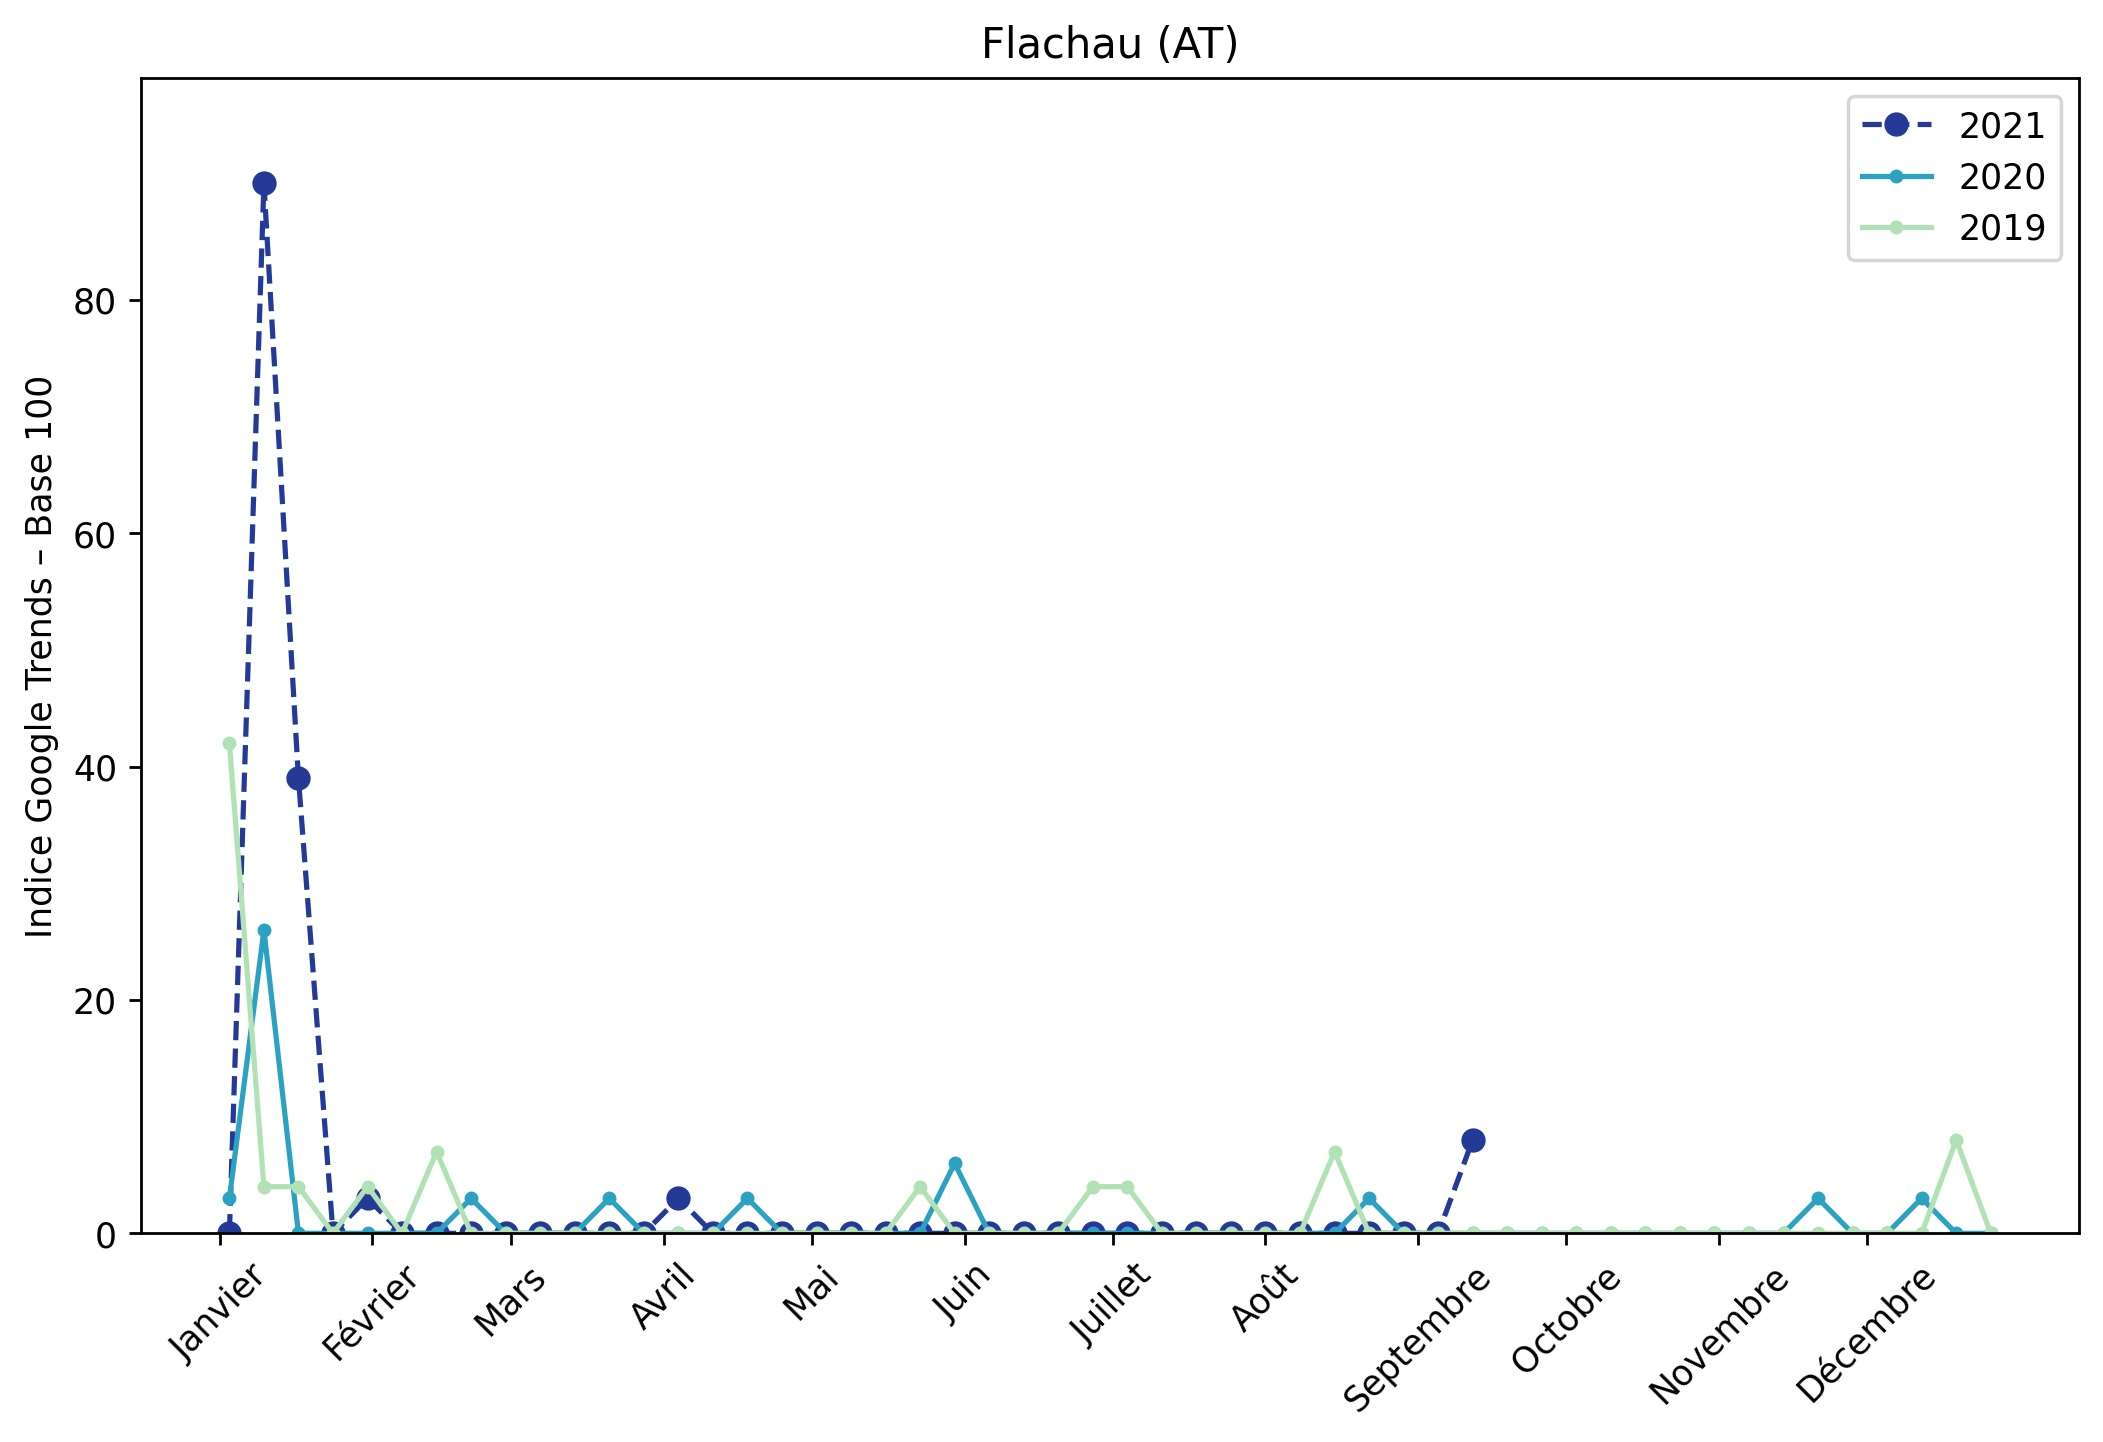 Flachau (AT)
2021
2020
2019
Indice Google Trends – Base 100
80
60
40
20
0
Janvier
Février
Mars
Avril
Mai
Juin
Juillet
Août
Septembre
Octobre
Novembre
Décembre